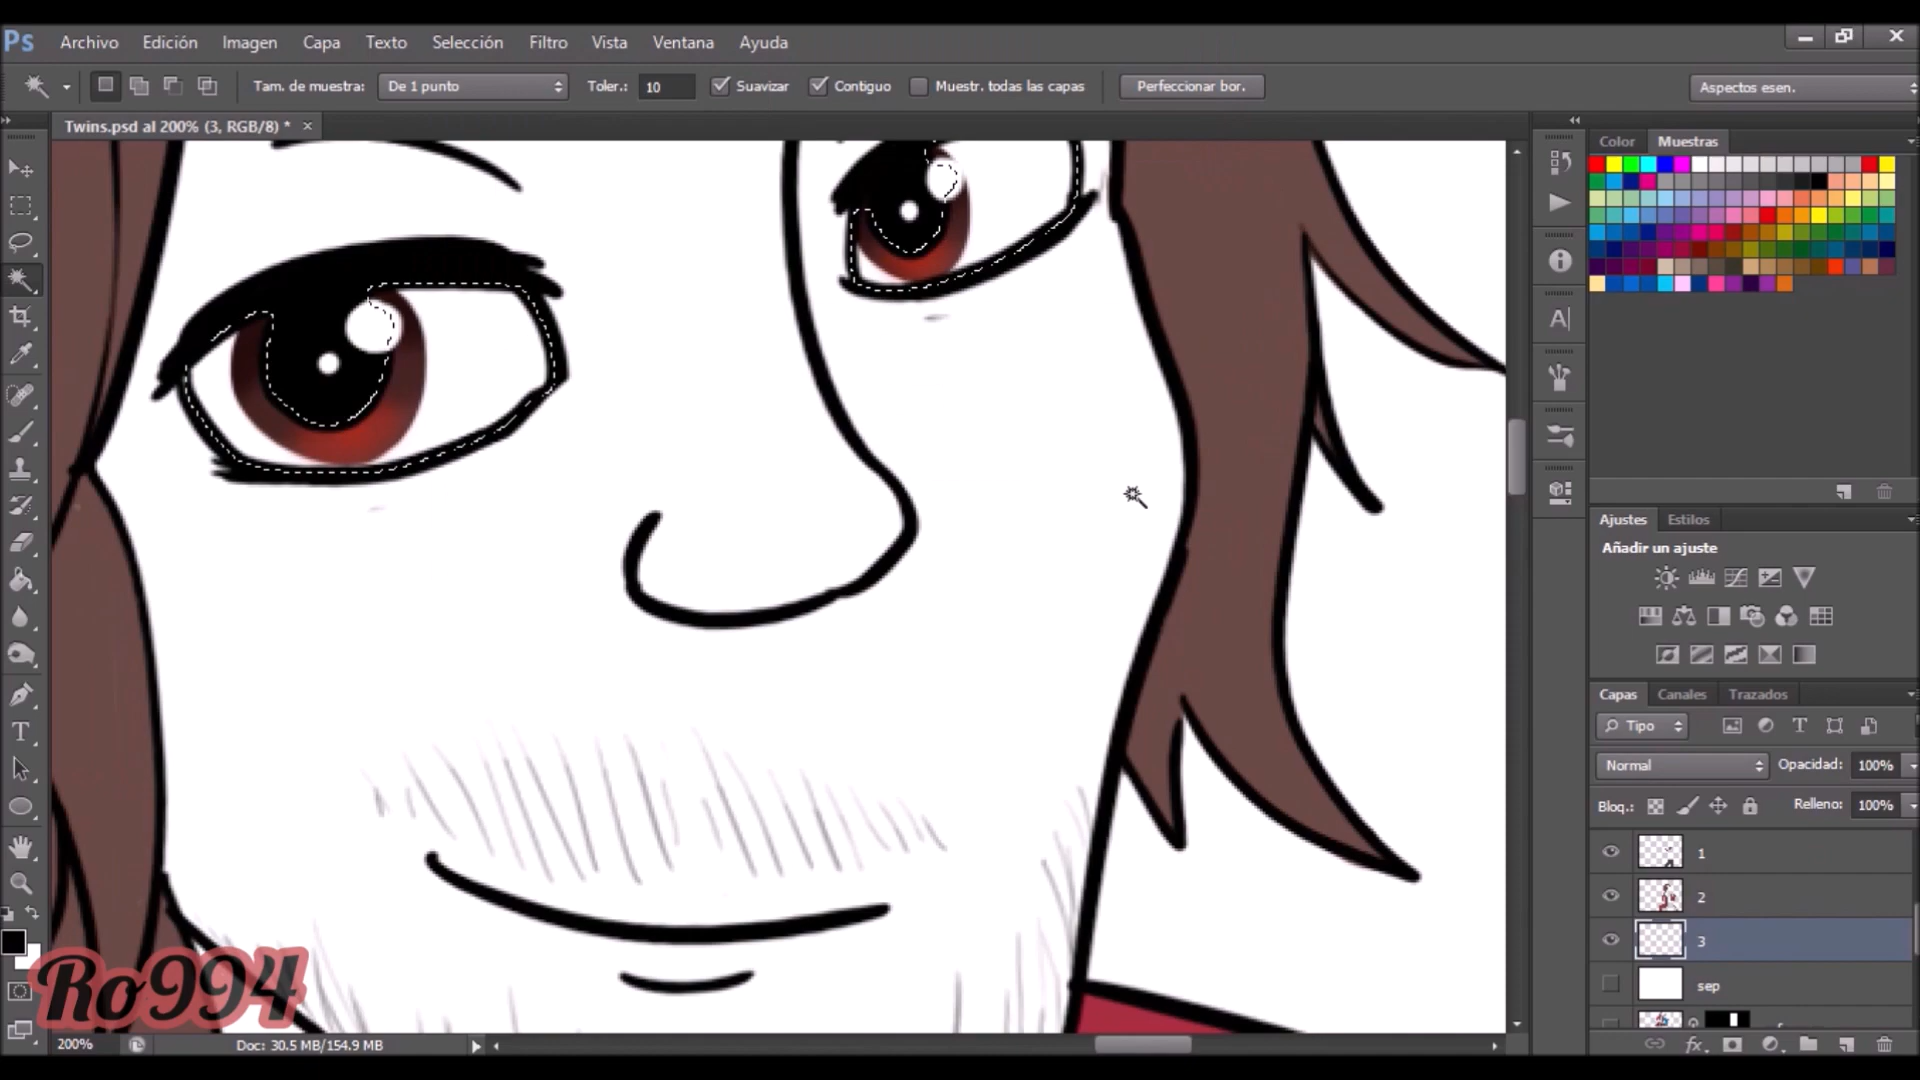 Ps Archivo Edición Imagen Capa Texto Selección Filtro Vista Ventana Ayuda
Tam. de muestra: De 1 punto Toler.: 10 Suavizar Contiguo Muestr. todas las capas Perfeccionar bor. Aspectos esen.
Twins.psd al 200% (3, RGB/8) *
Color Muestras
Ajustes Estilos
Añadir un ajuste
Capas Canales Trazados
Tipo
Normal Opacidad: 100%
Bloq.: Relleno: 100%
1
2
3
sep
Ro994
200% Doc: 30.5 MB/154.9 MB